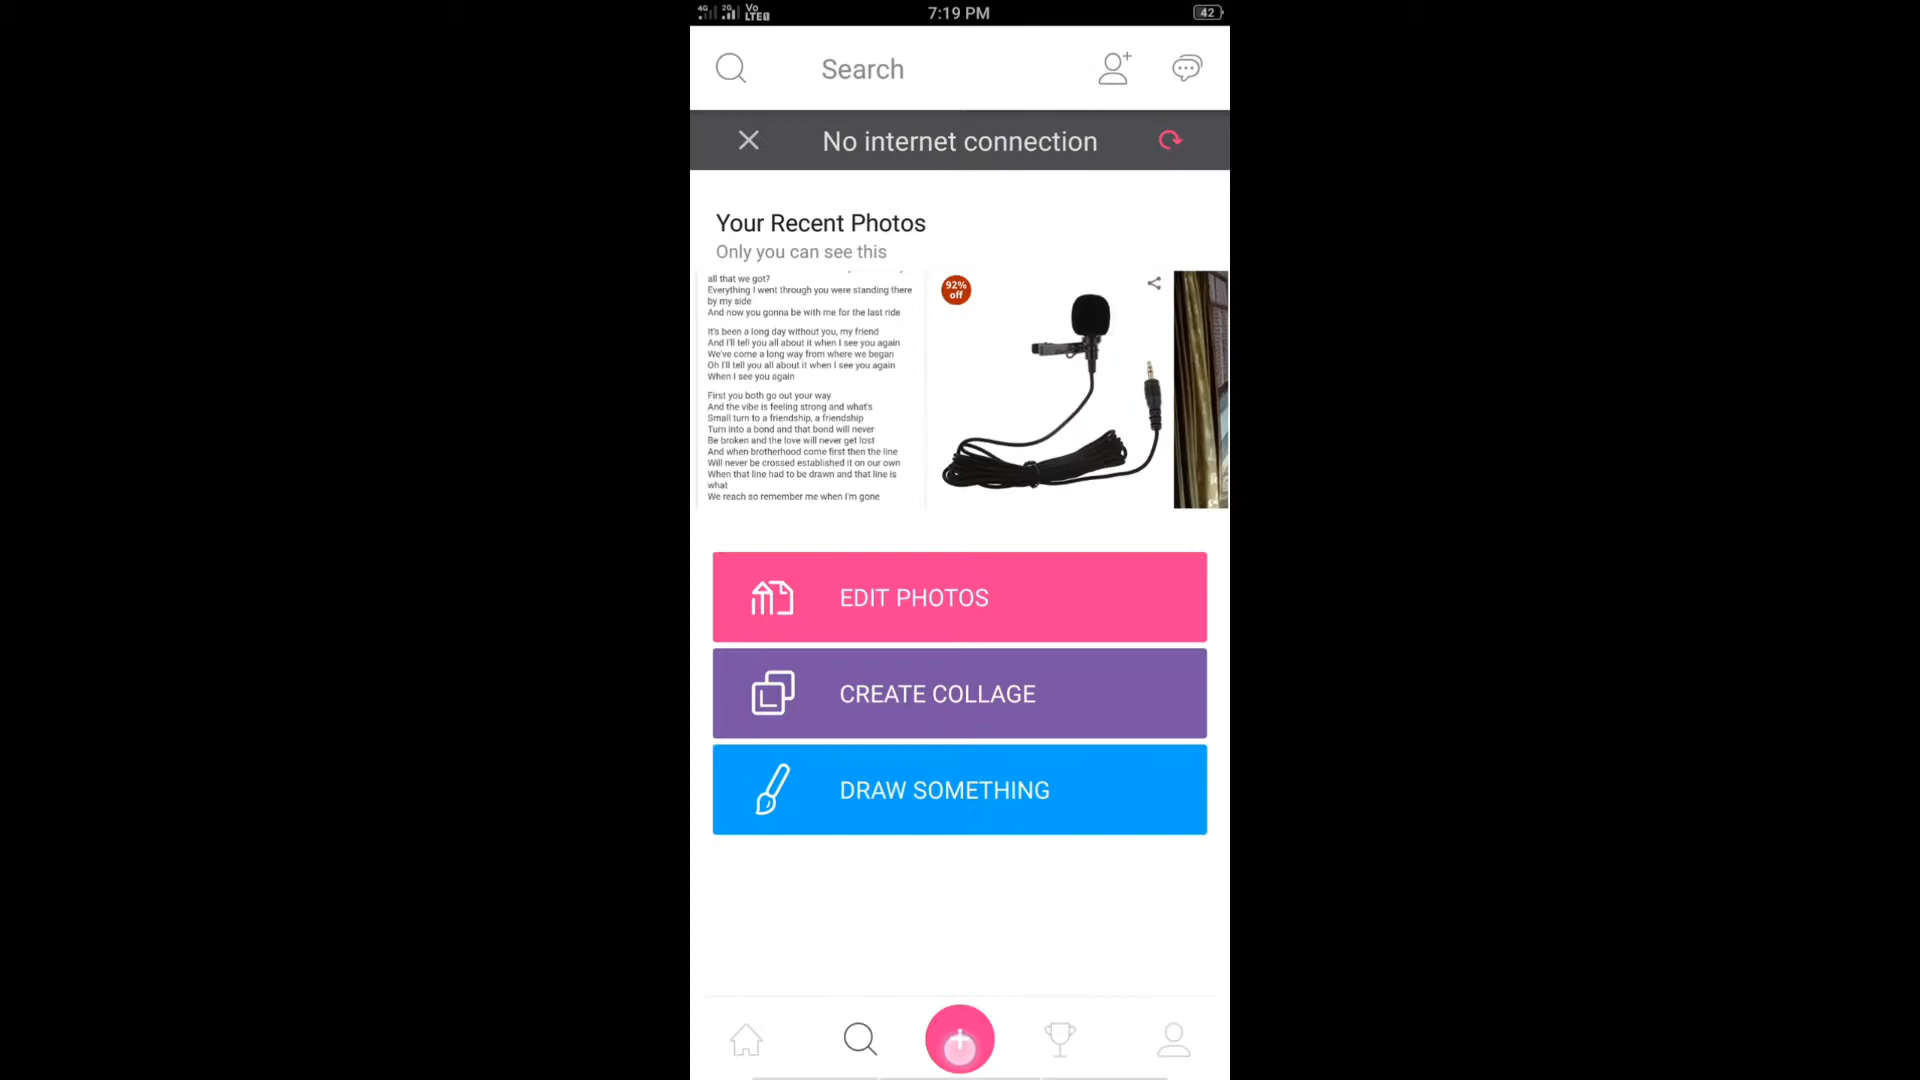 4G 2G Vo LTE 7:19 PM 42
Search
No internet connection
Your Recent Photos
Only you can see this
all that we got?
Everything I went through you were standing there
by my side
And now you gonna be with me for the last ride
It's been a long day without you, my friend
And I'll tell you all about it when I see you again
We've come a long way from where we began
Oh I'll tell you all about it when I see you again
When I see you again
First you both go out your way
And the vibe is feeling strong and what's
Small turn to a friendship, a friendship
Turn into a bond and that bond will never
Be broken and the love will never get lost
And when brotherhood come first then the line
Will never be crossed established it on our own
When that line had to be drawn and that line is
what
We reach so remember me when I'm gone
92%
off
EDIT PHOTOS
CREATE COLLAGE
DRAW SOMETHING